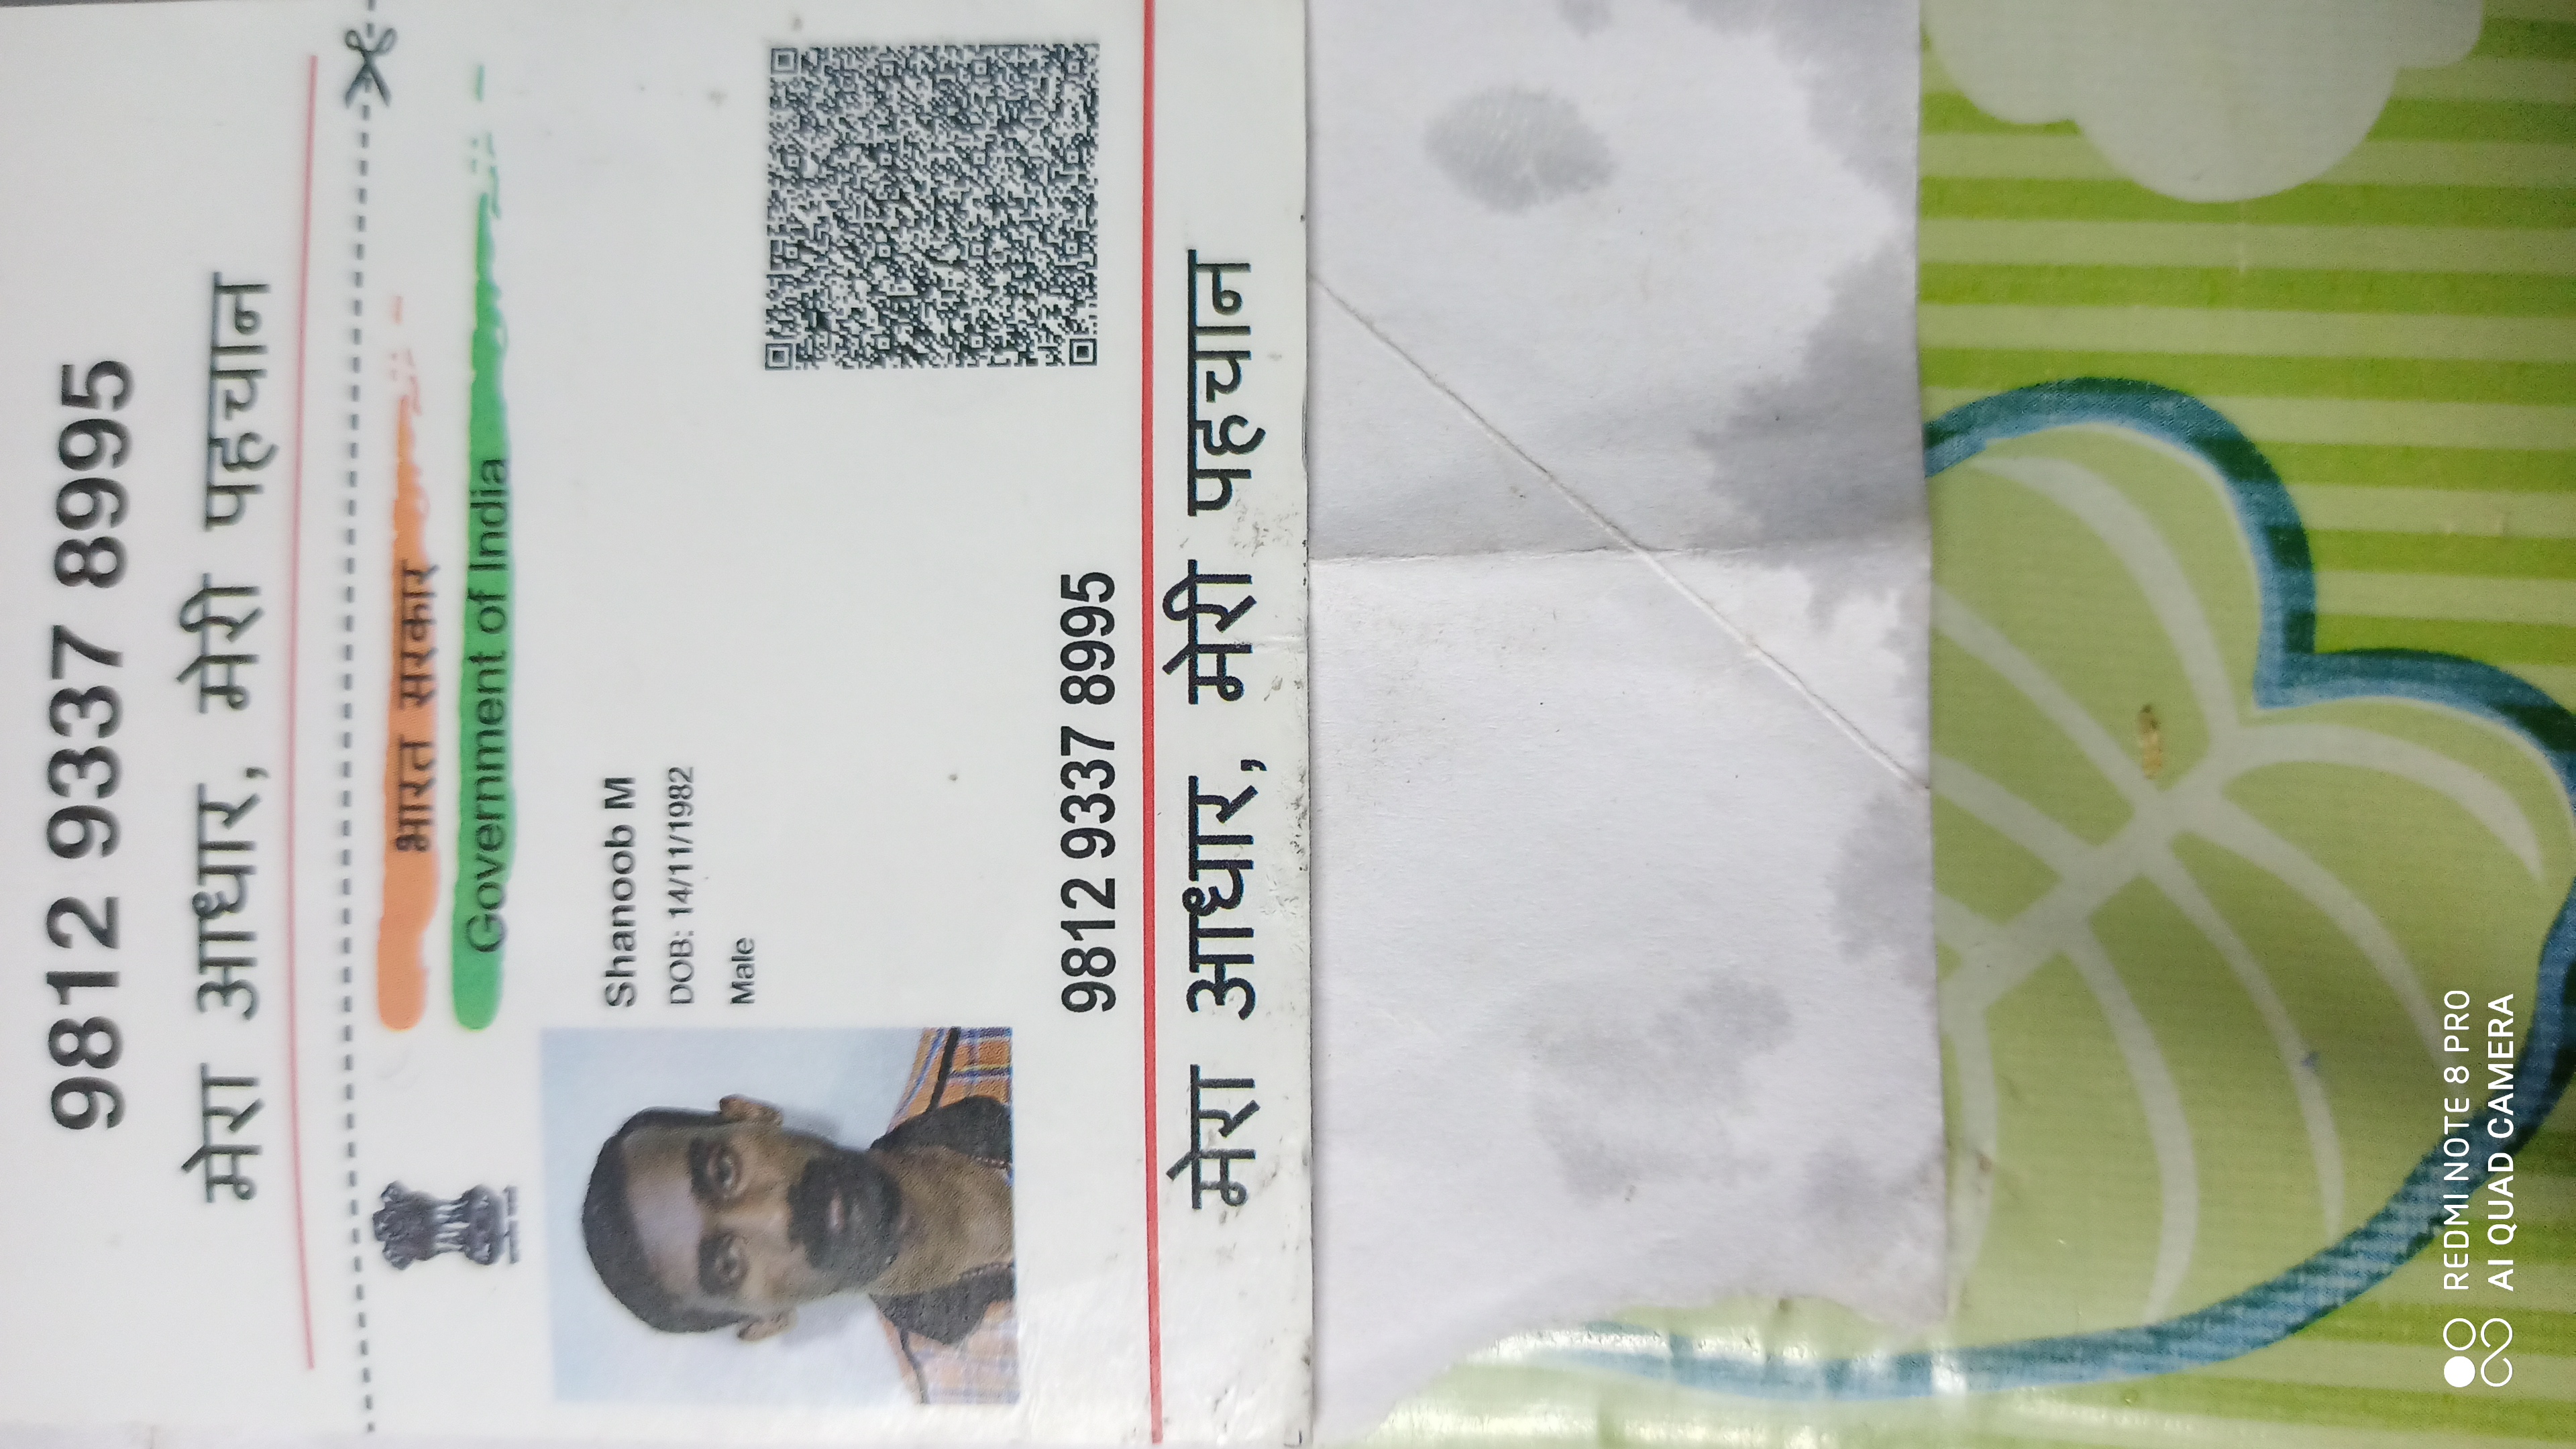 9812 9337 8995
मेरा आधार, मेरी पहचान
भारत सरकार
Government of India
Shanoob M
DOB: 14/11/1982
Male
9812 9337 8995
मेरा आधार, मेरी पहचान
REDMI NOTE 8 PRO
AI QUAD CAMERA